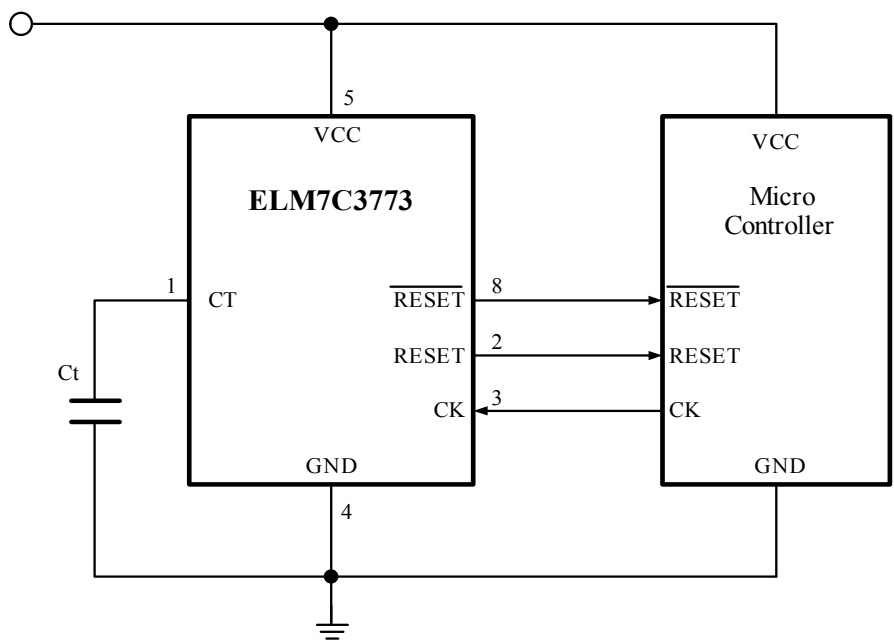 5
VCC
VCC
ELM7C3773
Micro
Controller
1
CT
RESET
8
RESET
RESET
2
RESET
Ct
CK
3
CK
GND
GND
4